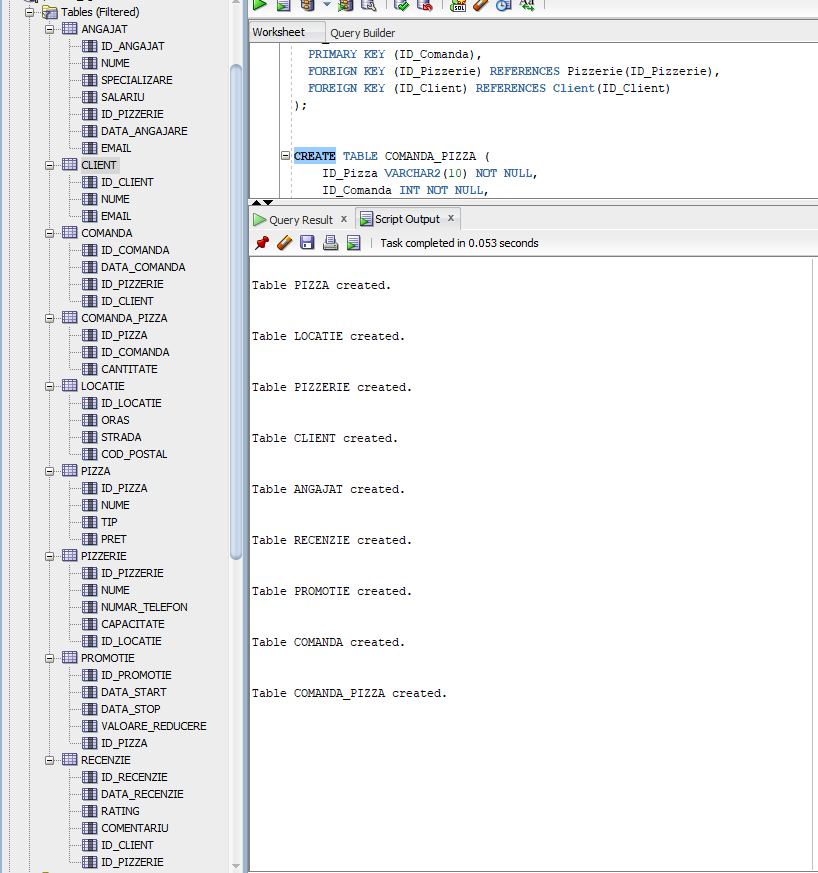 Tables (Filtered)
ANGAJAT
ID_ANGAJAT
NUME
SPECIALIZARE
SALARIU
ID_PIZZERIE
DATA_ANGAJARE
EMAIL
CLIENT
ID_CLIENT
NUME
EMAIL
COMANDA
ID_COMANDA
DATA_COMANDA
ID_PIZZERIE
ID_CLIENT
COMANDA_PIZZA
ID_PIZZA
ID_COMANDA
CANTITATE
LOCATIE
ID_LOCATIE
ORAS
STRADA
COD_POSTAL
PIZZA
ID_PIZZA
NUME
TIP
PRET
PIZZERIE
ID_PIZZERIE
NUME
NUMAR_TELEFON
CAPACITATE
ID_LOCATIE
PROMOTIE
ID_PROMOTIE
DATA_START
DATA_STOP
VALOARE_REDUCERE
ID_PIZZA
RECENZIE
ID_RECENZIE
DATA_RECENZIE
RATING
COMENTARIU
ID_CLIENT
ID_PIZZERIE
SQL
Aa
Worksheet Query Builder
PRIMARY KEY (ID_Comanda),
FOREIGN KEY (ID_Pizzerie) REFERENCES Pizzerie(ID_Pizzerie),
FOREIGN KEY (ID_Client) REFERENCES Client(ID_Client)
);
CREATE TABLE COMANDA_PIZZA (
ID_Pizza VARCHAR2(10) NOT NULL,
ID_Comanda INT NOT NULL,
Query Result x Script Output x
Task completed in 0.053 seconds
Table PIZZA created.
Table LOCATIE created.
Table PIZZERIE created.
Table CLIENT created.
Table ANGAJAT created.
Table RECENZIE created.
Table PROMOTIE created.
Table COMANDA created.
Table COMANDA_PIZZA created.